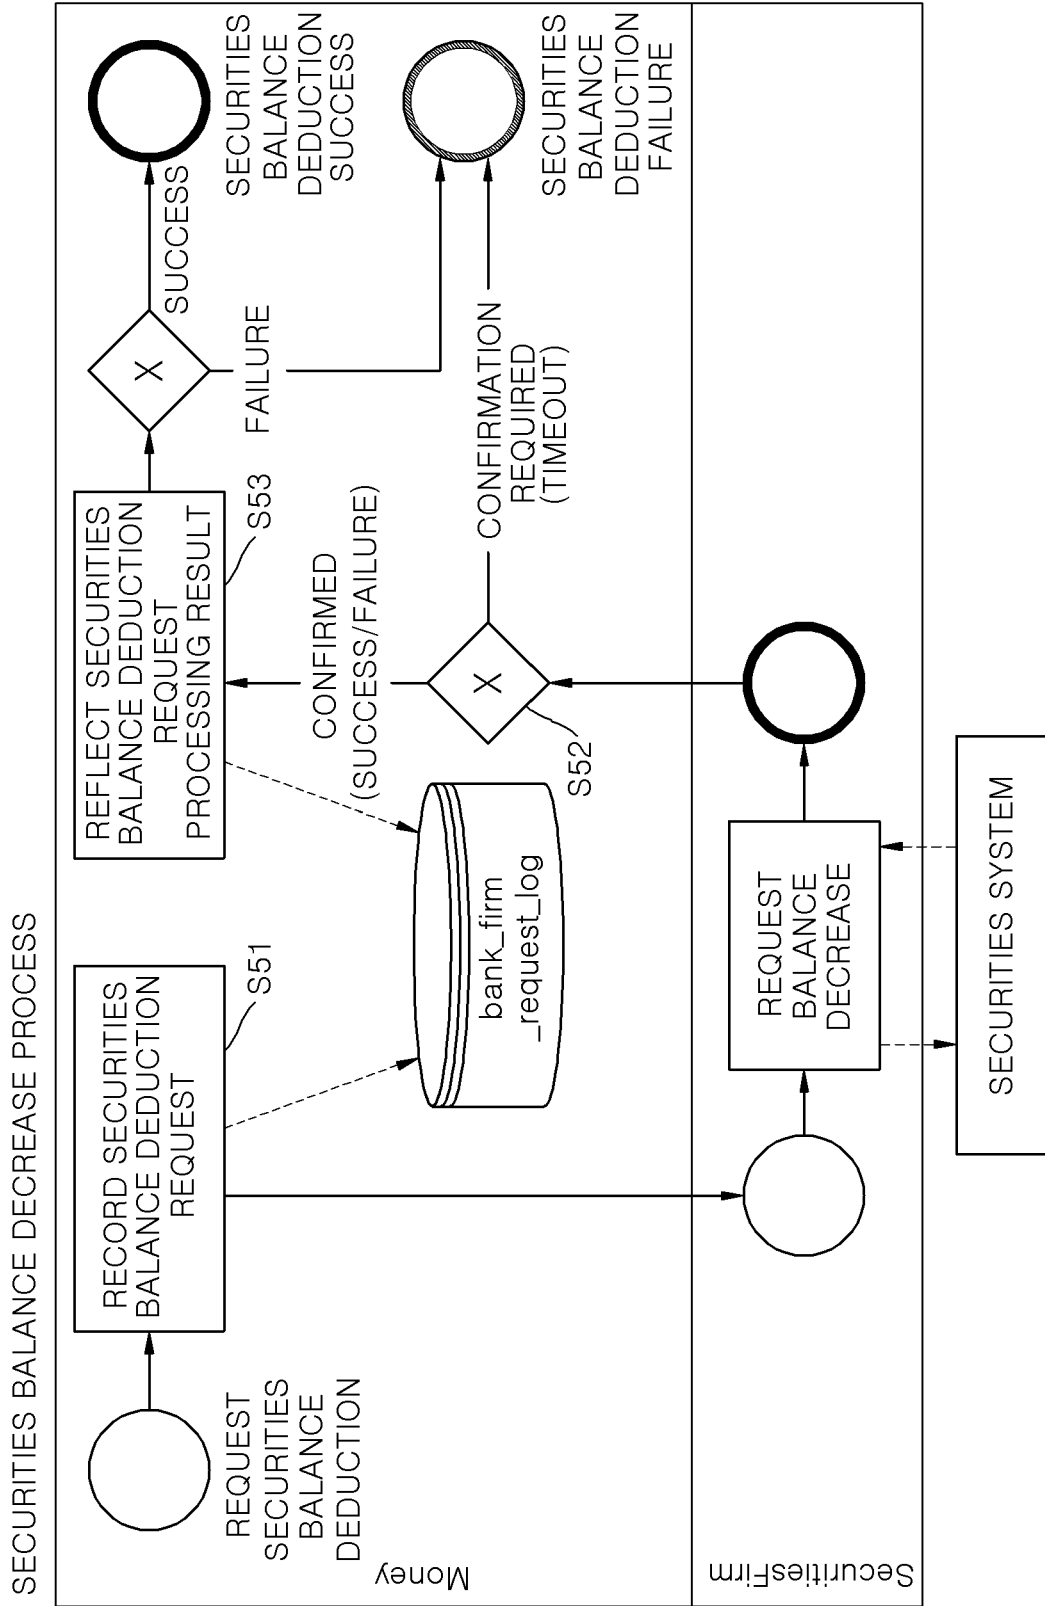 SECURITIES BALANCE DECREASE PROCESS
Money
REQUEST
SECURITIES
BALANCE
DEDUCTION
RECORD SECURITIES
BALANCE DEDUCTION
REQUEST
S51
bank_firm
_request_log
REFLECT SECURITIES
BALANCE DEDUCTION
REQUEST
PROCESSING RESULT
S53
CONFIRMED
(SUCCESS/FAILURE)
X
S52
CONFIRMATION
REQUIRED
(TIMEOUT)
X
SUCCESS
FAILURE
SECURITIES
BALANCE
DEDUCTION
SUCCESS
SECURITIES
BALANCE
DEDUCTION
FAILURE
SecuritiesFirm
REQUEST
BALANCE
DECREASE
SECURITIES SYSTEM